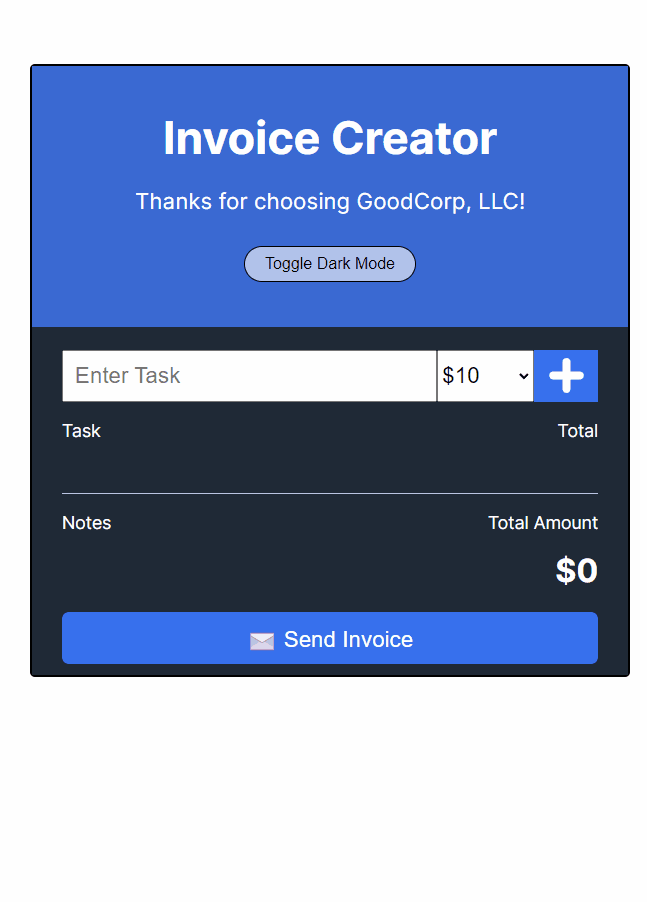 Invoice Creator
Thanks for choosing GoodCorp, LLC!
Toggle Dark Mode
Enter Task $10
Task Total
Notes Total Amount
$0
Send Invoice